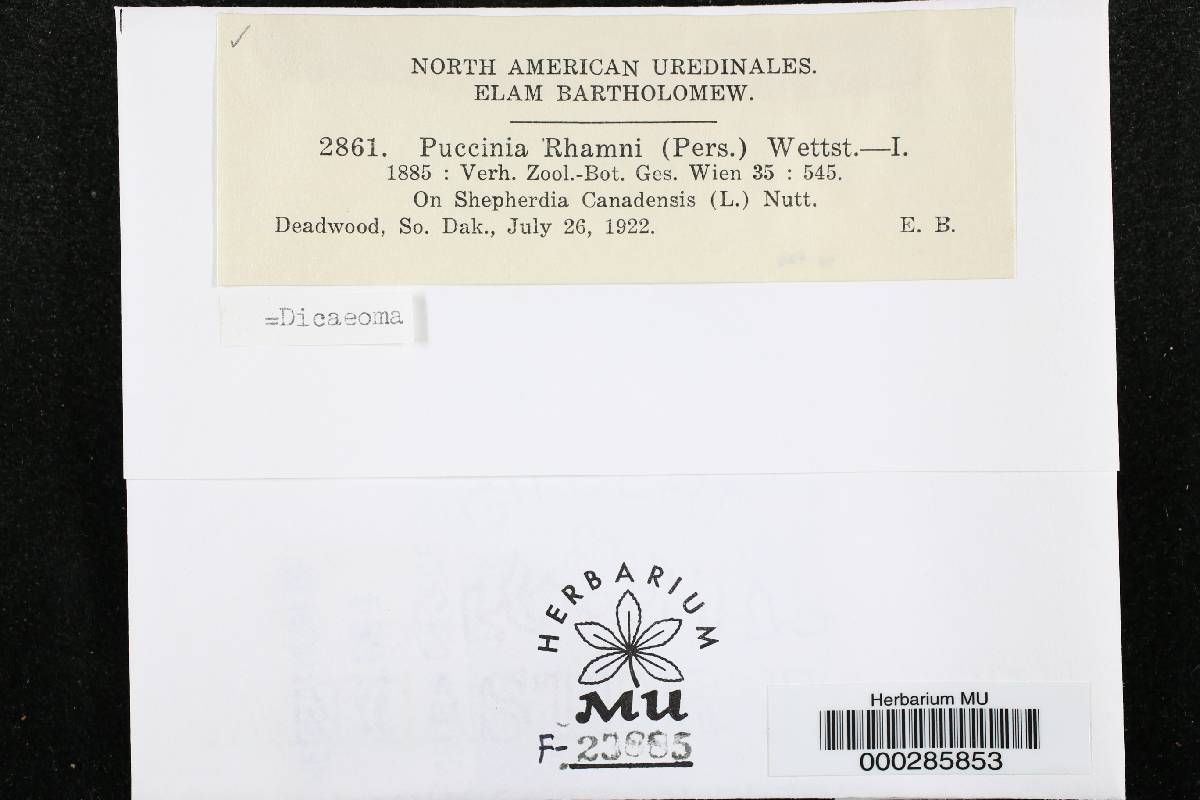 NORTH AMERICAN UREDINALES.
ELAM BARTHOLOMEW.
2861. Puccinia Rhamni (Pers.) Wettst.—I.
1885 : Verh. Zool.-Bot. Ges. Wien 35 : 545.
On Shepherdia Canadensis (L.) Nutt.
Deadwood, So. Dak., July 26, 1922. E. B.
=Dicaeoma
HERBARIUM
MU
F-
Herbarium MU
000285853